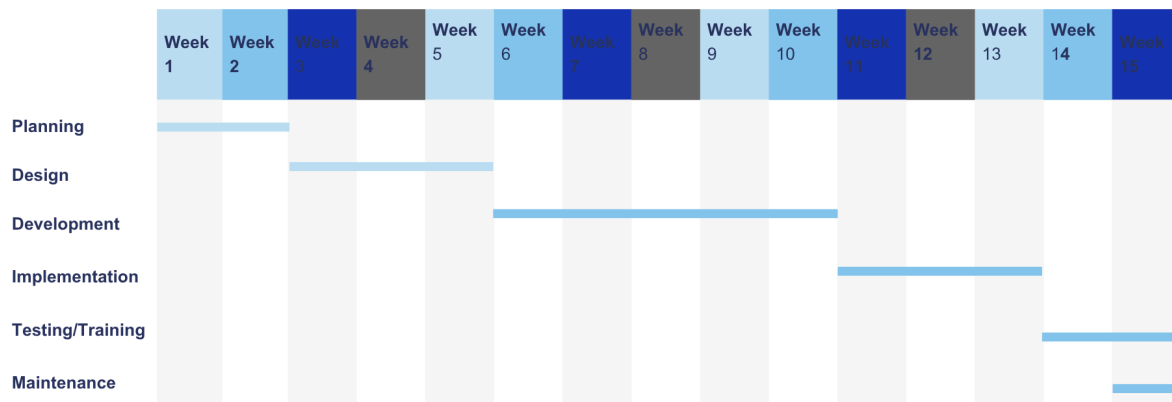 Week Week Week Week Week Week Week Week Week Week Week Week Week Week Week
1 2 3 4 5 6 7 8 9 10 11 12 13 14 15
Planning
Design
Development
Implementation
Testing/Training
Maintenance